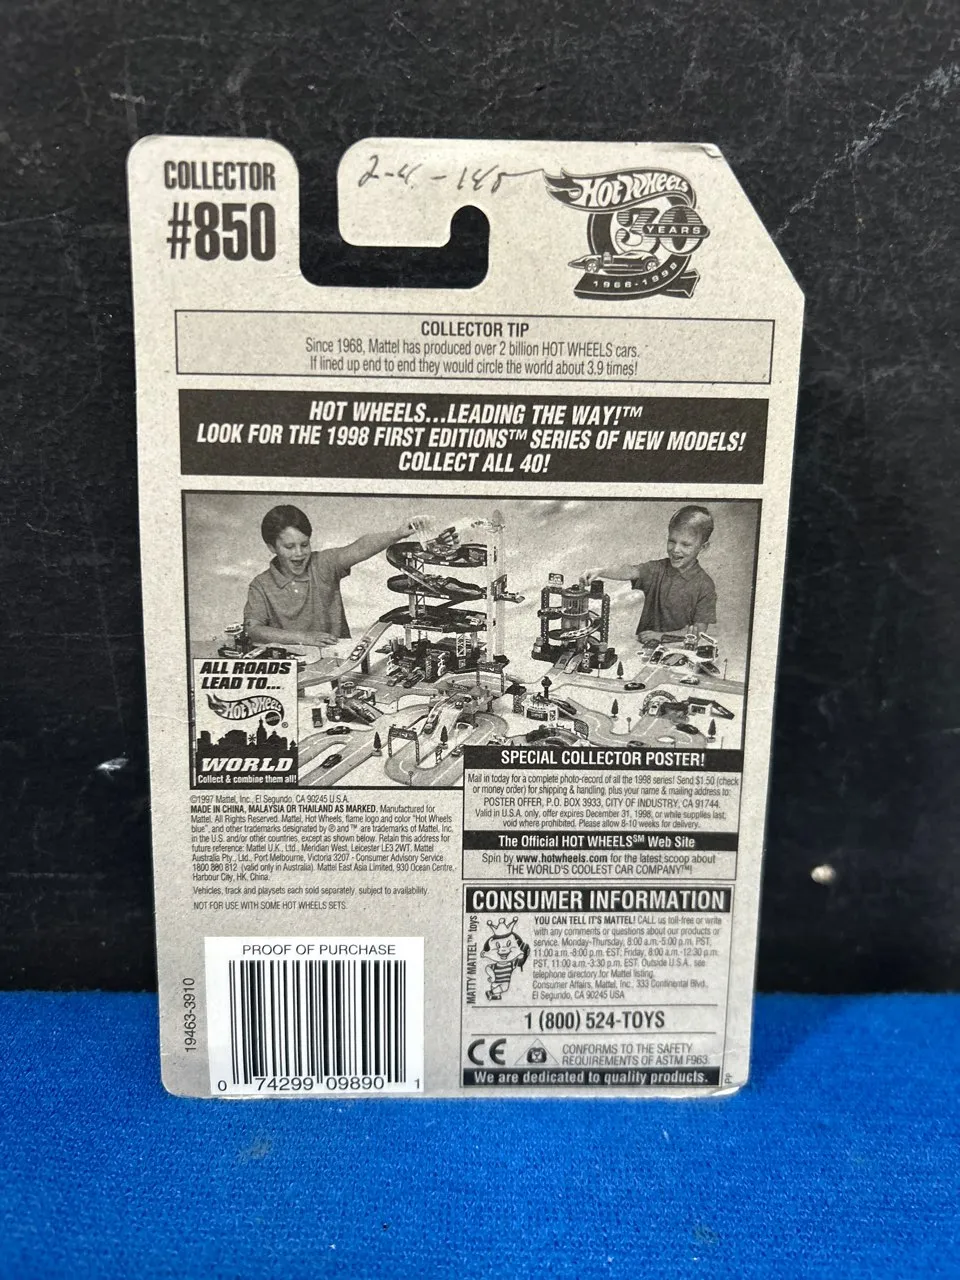 COLLECTOR
#850
2-4-
HOT WHEELS
30
YEARS
1968-1998
COLLECTOR TIP
Since 1968, Mattel has produced over 2 billion HOT WHEELS cars.
If lined up end to end they would circle the world about 3.9 times!
HOT WHEELS...LEADING THE WAY!™
LOOK FOR THE 1998 FIRST EDITIONS™ SERIES OF NEW MODELS!
COLLECT ALL 40!
ALL ROADS
LEAD TO...
HOT WHEELS®
WORLD
Collect & combine them all!
SPECIAL COLLECTOR POSTER!
Mail in today for a complete photo-record of all the 1998 series! Send $1.50 (check
or money order) for shipping & handling, plus your name & mailing address to:
POSTER OFFER, P.O. BOX 3933, CITY OF INDUSTRY, CA 91744.
Valid in U.S.A. only, offer expires December 31, 1998, or while supplies last,
void where prohibited. Please allow 8-10 weeks for delivery.
The Official HOT WHEELS℠ Web Site
Spin by www.hotwheels.com for the latest scoop about
THE WORLD'S COOLEST CAR COMPANY™!
©1997 Mattel, Inc., El Segundo, CA 90245 U.S.A.
MADE IN CHINA, MALAYSIA OR THAILAND AS MARKED. Manufactured for
Mattel. All Rights Reserved. Mattel, Hot Wheels, flame logo and color "Hot Wheels
blue", and other trademarks designated by ® and ™ are trademarks of Mattel, Inc.
in the U.S. and/or other countries, except as shown below. Retain this address for
future reference: Mattel U.K., Ltd., Meridian West, Leicester LE3 2WT. Mattel
Australia Pty., Ltd., Port Melbourne, Victoria 3207 - Consumer Advisory Service
1800 800 812 (valid only in Australia). Mattel East Asia Limited, 930 Ocean Centre,
Harbour City, HK, China.
Vehicles, track and playsets each sold separately, subject to availability.
NOT FOR USE WITH SOME HOT WHEELS SETS.
CONSUMER INFORMATION
MATTY MATTEL™ toys
YOU CAN TELL IT'S MATTEL! CALL us toll-free or write
with any comments or questions about our products or
service. Monday-Thursday, 8:00 a.m.-5:00 p.m. PST,
11:00 a.m.-8:00 p.m. EST; Friday, 8:00 a.m.-12:30 p.m.
PST, 11:00 a.m.-3:30 p.m. EST. Outside U.S.A., see
telephone directory for Mattel listing.
Consumer Affairs, Mattel, Inc., 333 Continental Blvd.,
El Segundo, CA 90245 USA
1 (800) 524-TOYS
CE
CONFORMS TO THE SAFETY
REQUIREMENTS OF ASTM F963.
We are dedicated to quality products.
PP
PROOF OF PURCHASE
0 74299 09890 1
19463-3910